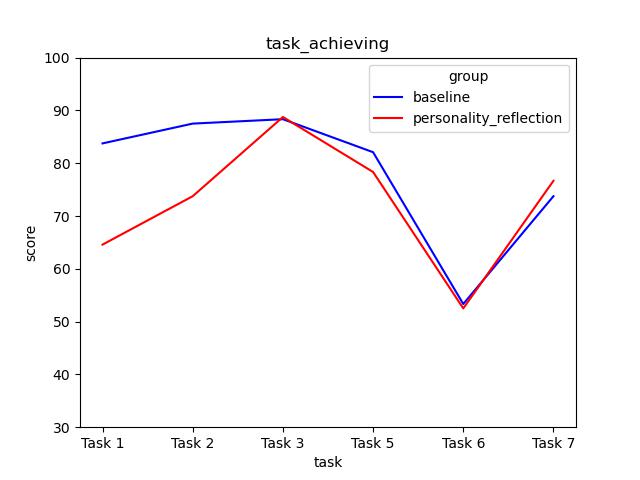 task_achieving
group
baseline
personality_reflection
score
100
90
80
70
60
50
40
30
Task 1 Task 2 Task 3 Task 5 Task 6 Task 7
task